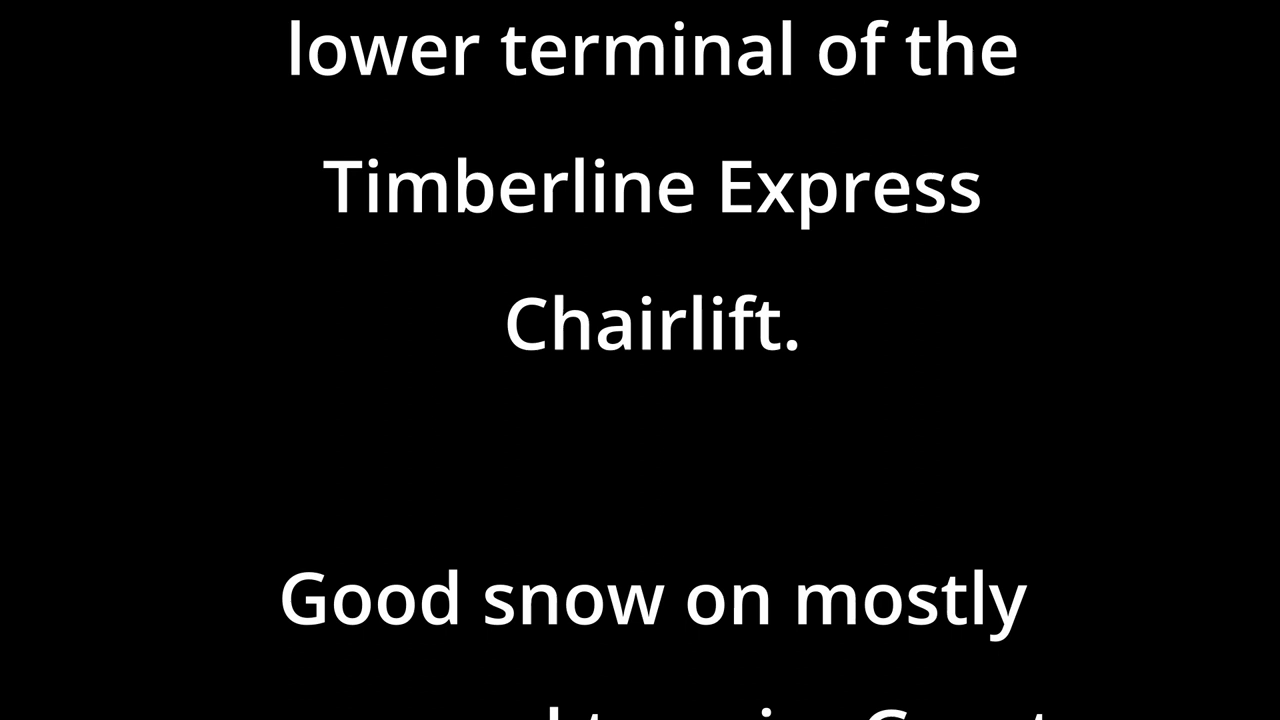 lower terminal of the
Timberline Express
Chairlift.
Good snow on mostly